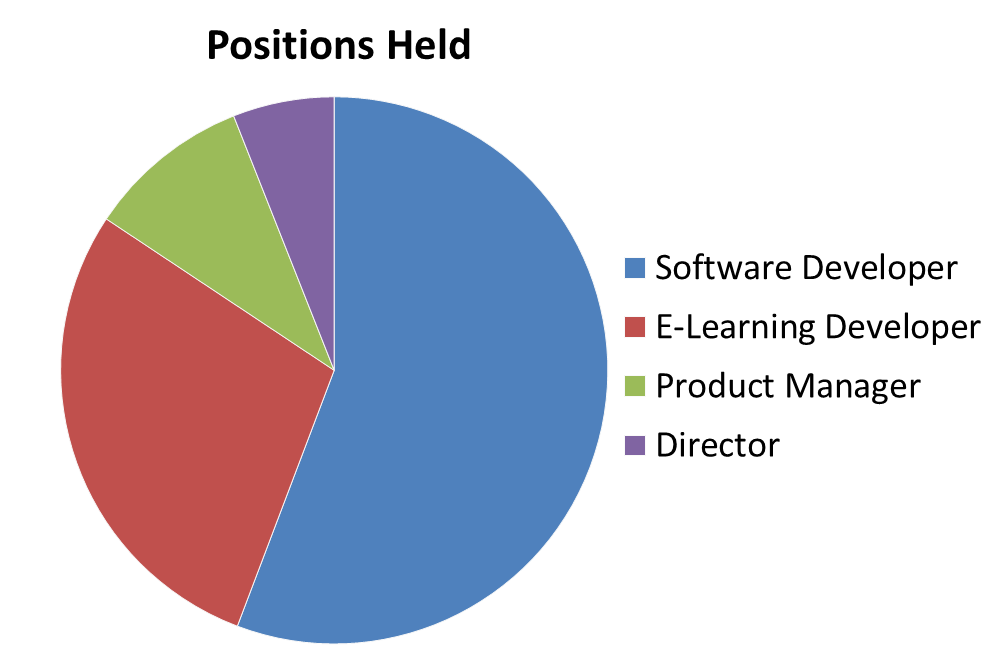 Positions Held
Software Developer
E-Learning Developer
Product Manager
Director